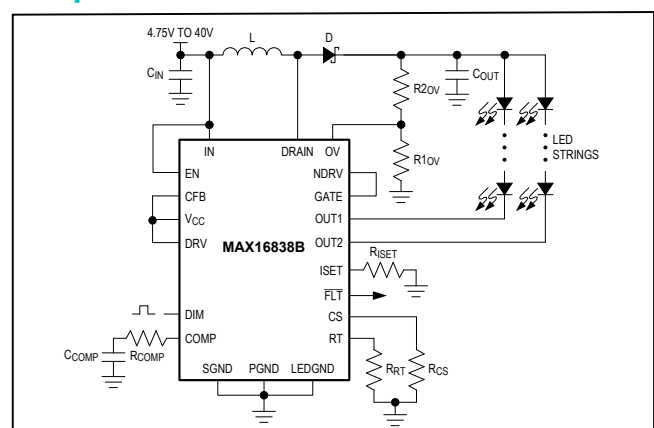 4.75V TO 40V
L
D
CIN
R2OV
COUT
R1OV
LED
STRINGS
IN
DRAIN
OV
EN
NDRV
CFB
GATE
VCC
OUT1
DRV
MAX16838B
OUT2
ISET
RISET
FLT
DIM
CS
COMP
RT
CCOMP
RCOMP
SGND
PGND
LEDGND
RRT
RCS